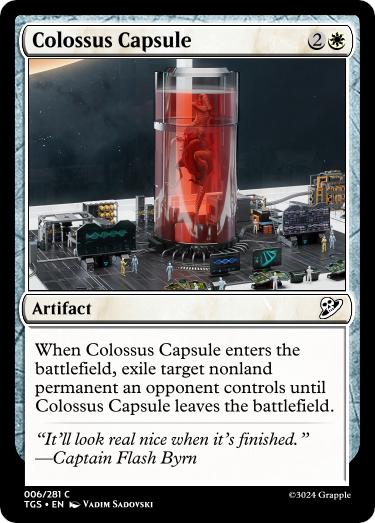 Colossus Capsule 2
Artifact
When Colossus Capsule enters the
battlefield, exile target nonland
permanent an opponent controls until
Colossus Capsule leaves the battlefield.
“It’ll look real nice when it’s finished.”
—Captain Flash Byrn
006/281 C
TGS • EN Vadim Sadovski
©3024 Grapple